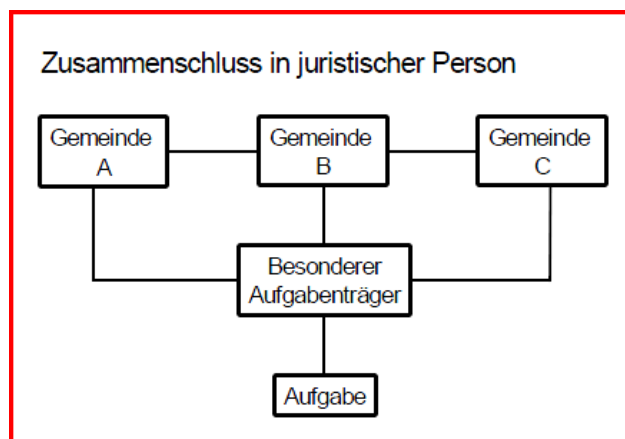 Zusammenschluss in juristischer Person
Gemeinde
A
Gemeinde
B
Gemeinde
C
Besonderer
Aufgabenträger
Aufgabe